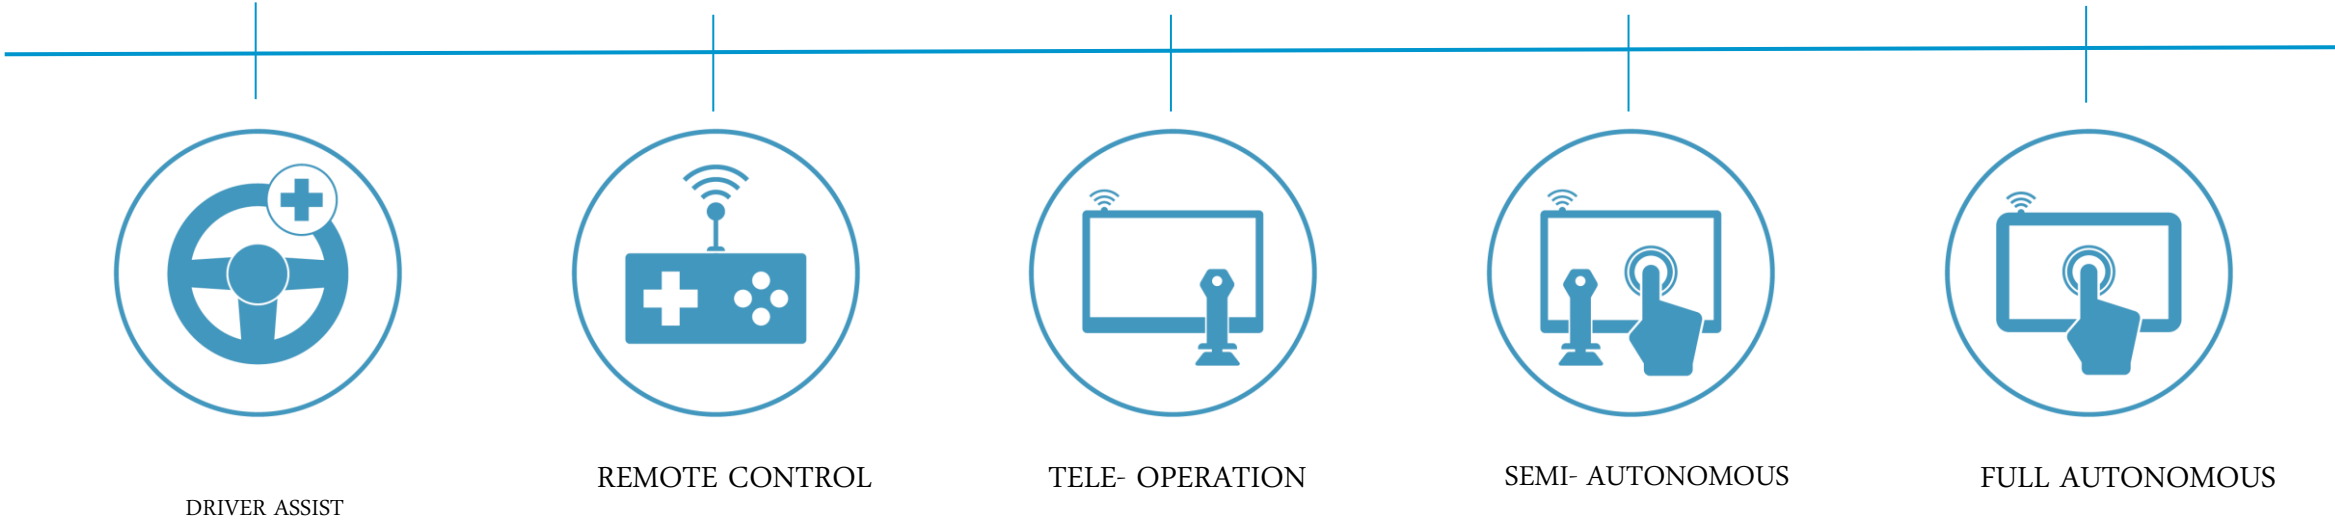 DRIVER ASSIST
REMOTE CONTROL
TELE- OPERATION
SEMI- AUTONOMOUS
FULL AUTONOMOUS